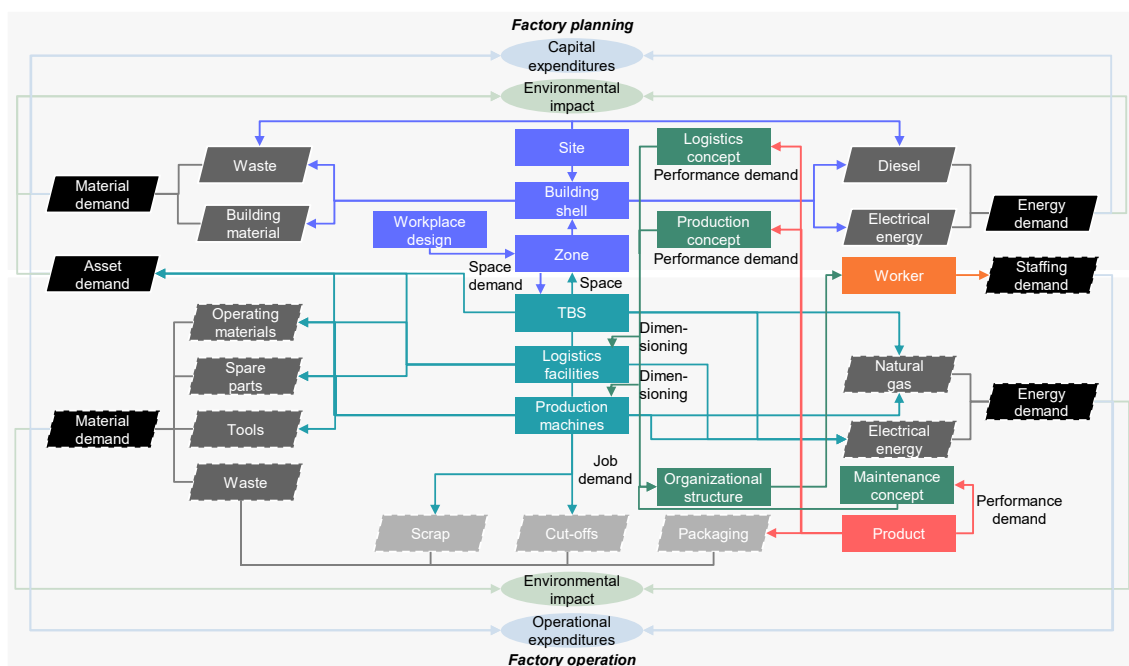 Factory planning
Capital
expenditures
Environmental
impact
Site
Logistics
concept
Performance demand
Waste
Diesel
Material
demand
Building
shell
Building
material
Workplace
design
Production
concept
Performance demand
Electrical
energy
Energy
demand
Zone
Asset
demand
Space
demand
Space
Worker
Staffing
demand
Operating
materials
TBS
Dimen-
sioning
Logistics
facilities
Spare
parts
Natural
gas
Dimen-
sioning
Production
machines
Energy
demand
Material
demand
Tools
Electrical
energy
Job
demand
Waste
Organizational
structure
Maintenance
concept
Performance
demand
Scrap
Cut-offs
Packaging
Product
Environmental
impact
Operational
expenditures
Factory operation